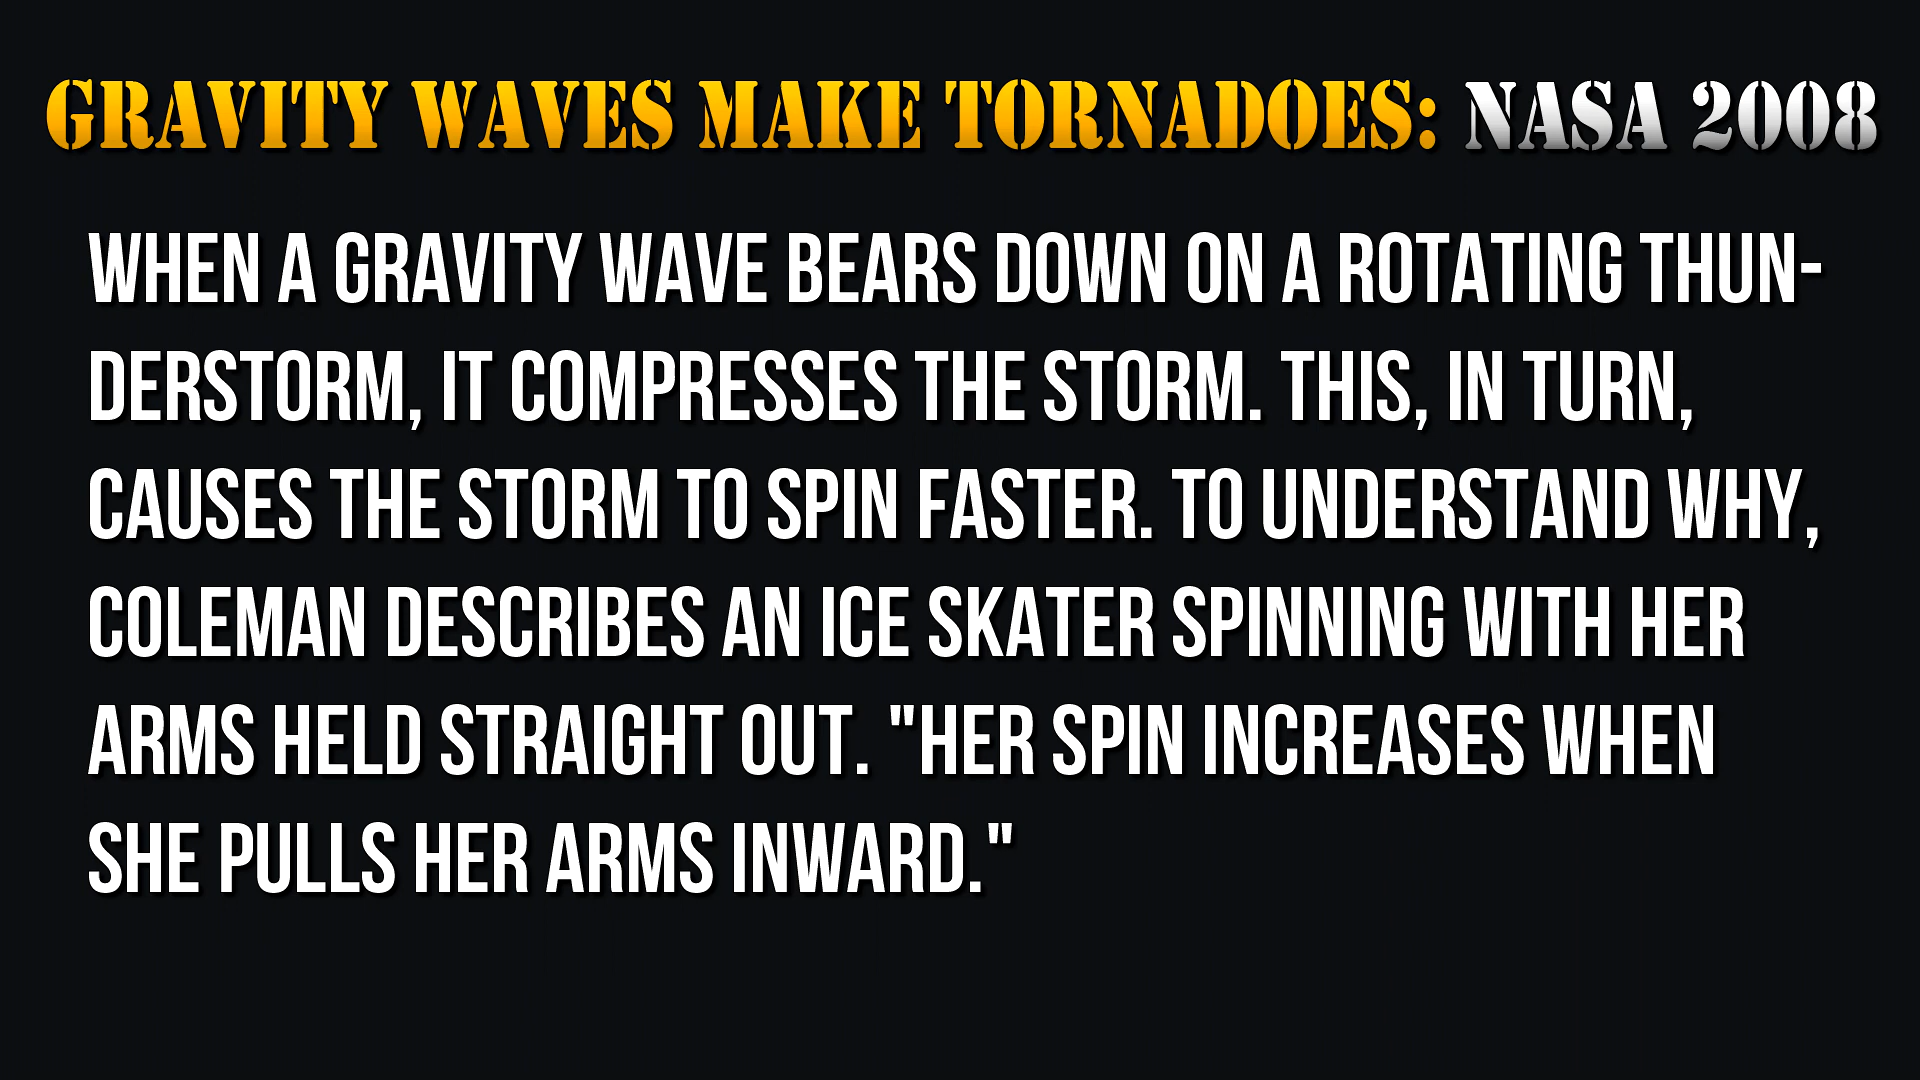 GRAVITY WAVES MAKE TORNADOES: NASA 2008
WHEN A GRAVITY WAVE BEARS DOWN ON A ROTATING THUN-
DERSTORM, IT COMPRESSES THE STORM. THIS, IN TURN,
CAUSES THE STORM TO SPIN FASTER. TO UNDERSTAND WHY,
COLEMAN DESCRIBES AN ICE SKATER SPINNING WITH HER
ARMS HELD STRAIGHT OUT. "HER SPIN INCREASES WHEN
SHE PULLS HER ARMS INWARD."